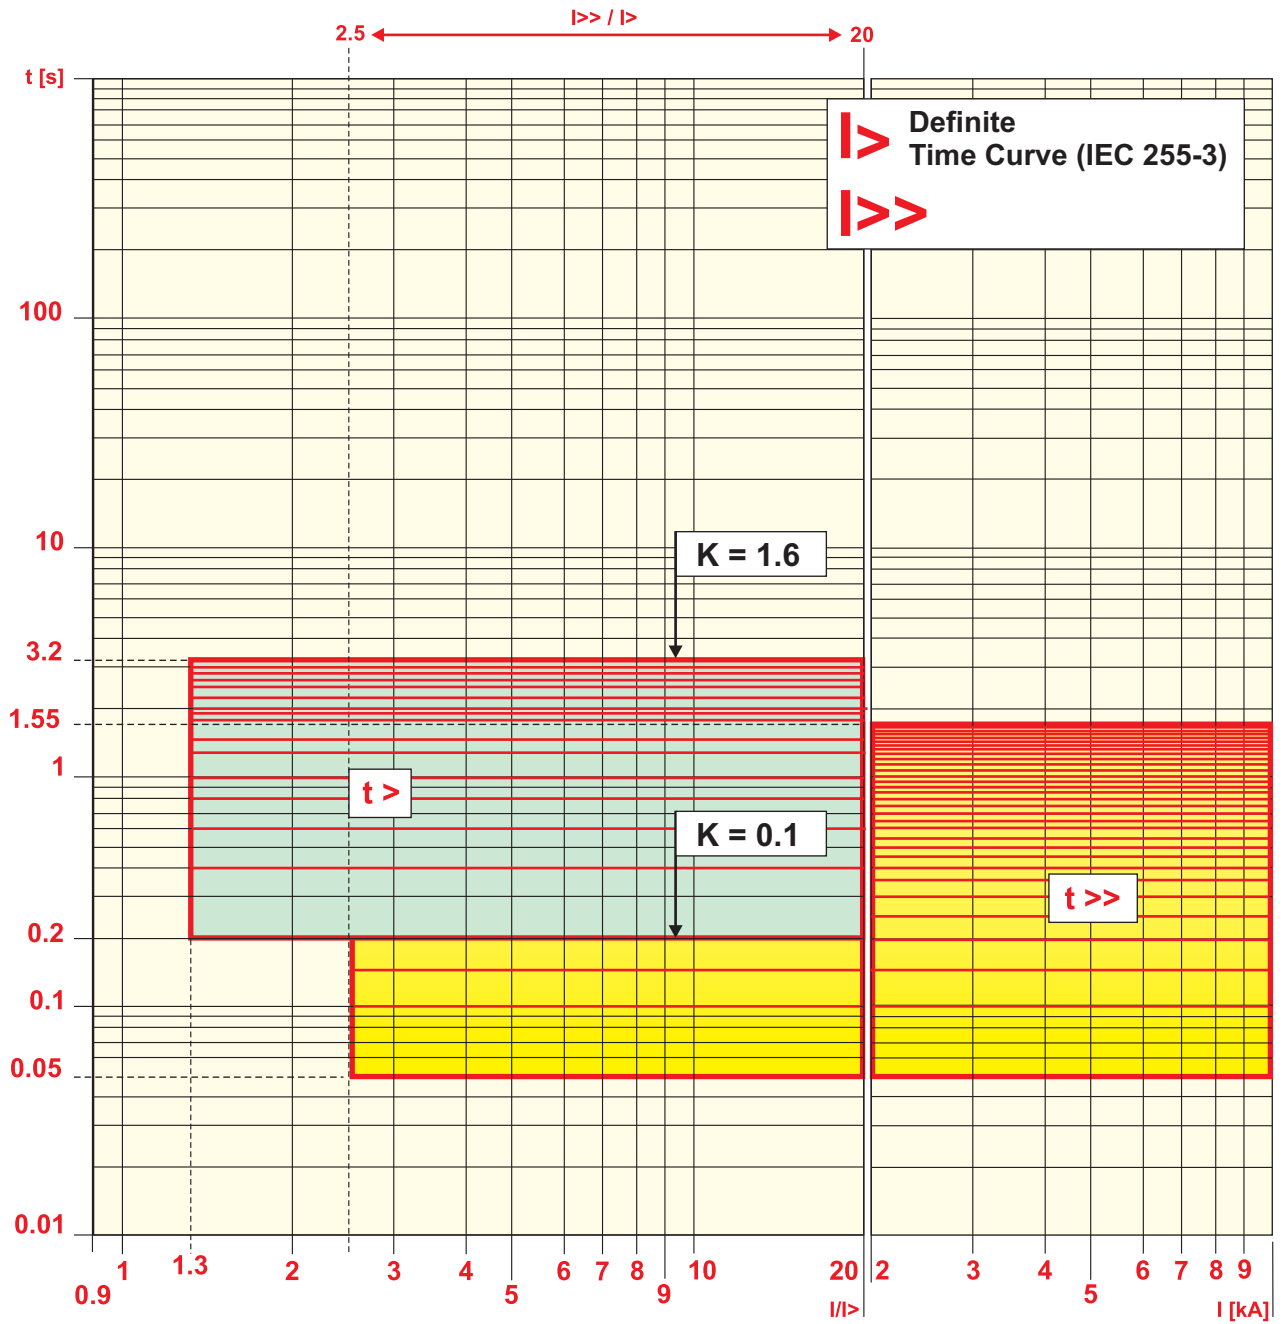 I>> / I>
2.5
20
t [s]
I> Definite
Time Curve (IEC 255-3)
I>>
100
10
K = 1.6
3.2
1.55
1
t >
K = 0.1
t >>
0.2
0.1
0.05
0.01
0.9 1 1.3 2 3 4 5 6 7 8 9 10 20
I/I>
2 3 4 5 6 7 8 9
I [kA]